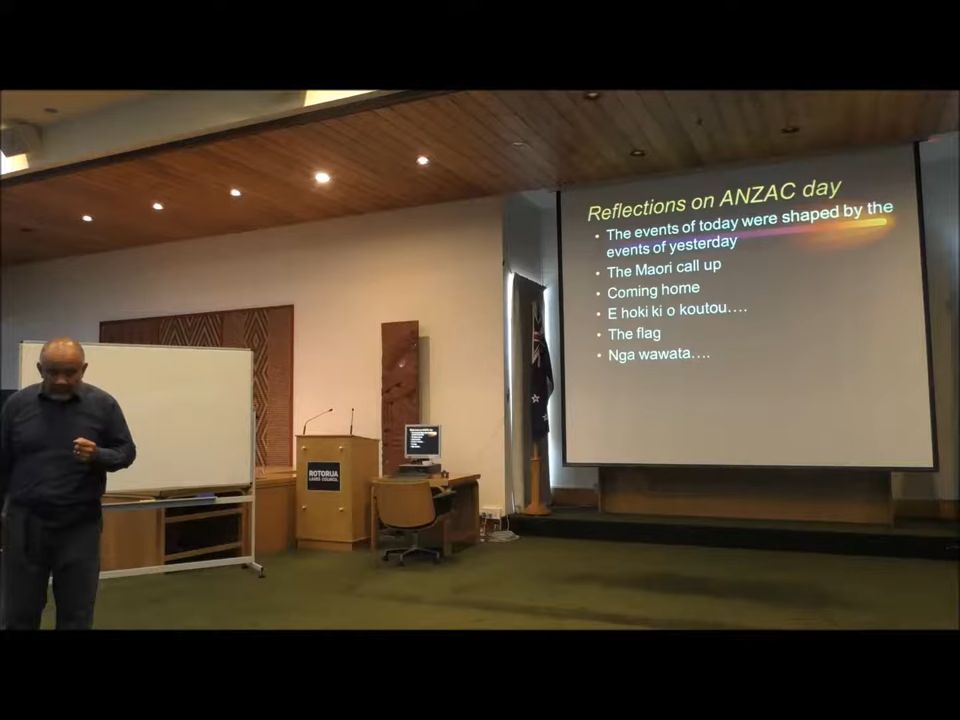 Reflections on ANZAC day
• The events of today were shaped by the
events of yesterday
• The Maori call up
• Coming home
• E hoki ki o koutou....
• The flag
• Nga wawata....
ROTORUA
LAKES COUNCIL